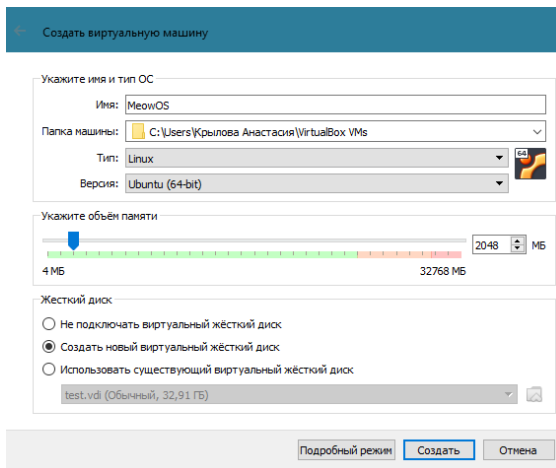 Создать виртуальную машину
Укажите имя и тип ОС
Имя: MeowOS
Папка машины: C:\Users\Крылова Анастасия\VirtualBox VMs
Тип: Linux
64
Версия: Ubuntu (64-bit)
Укажите объём памяти
2048 МБ
4 МБ 32768 МБ
Жесткий диск
Не подключать виртуальный жёсткий диск
Создать новый виртуальный жёсткий диск
Использовать существующий виртуальный жёсткий диск
test.vdi (Обычный, 32,91 ГБ)
Подробный режим Создать Отмена